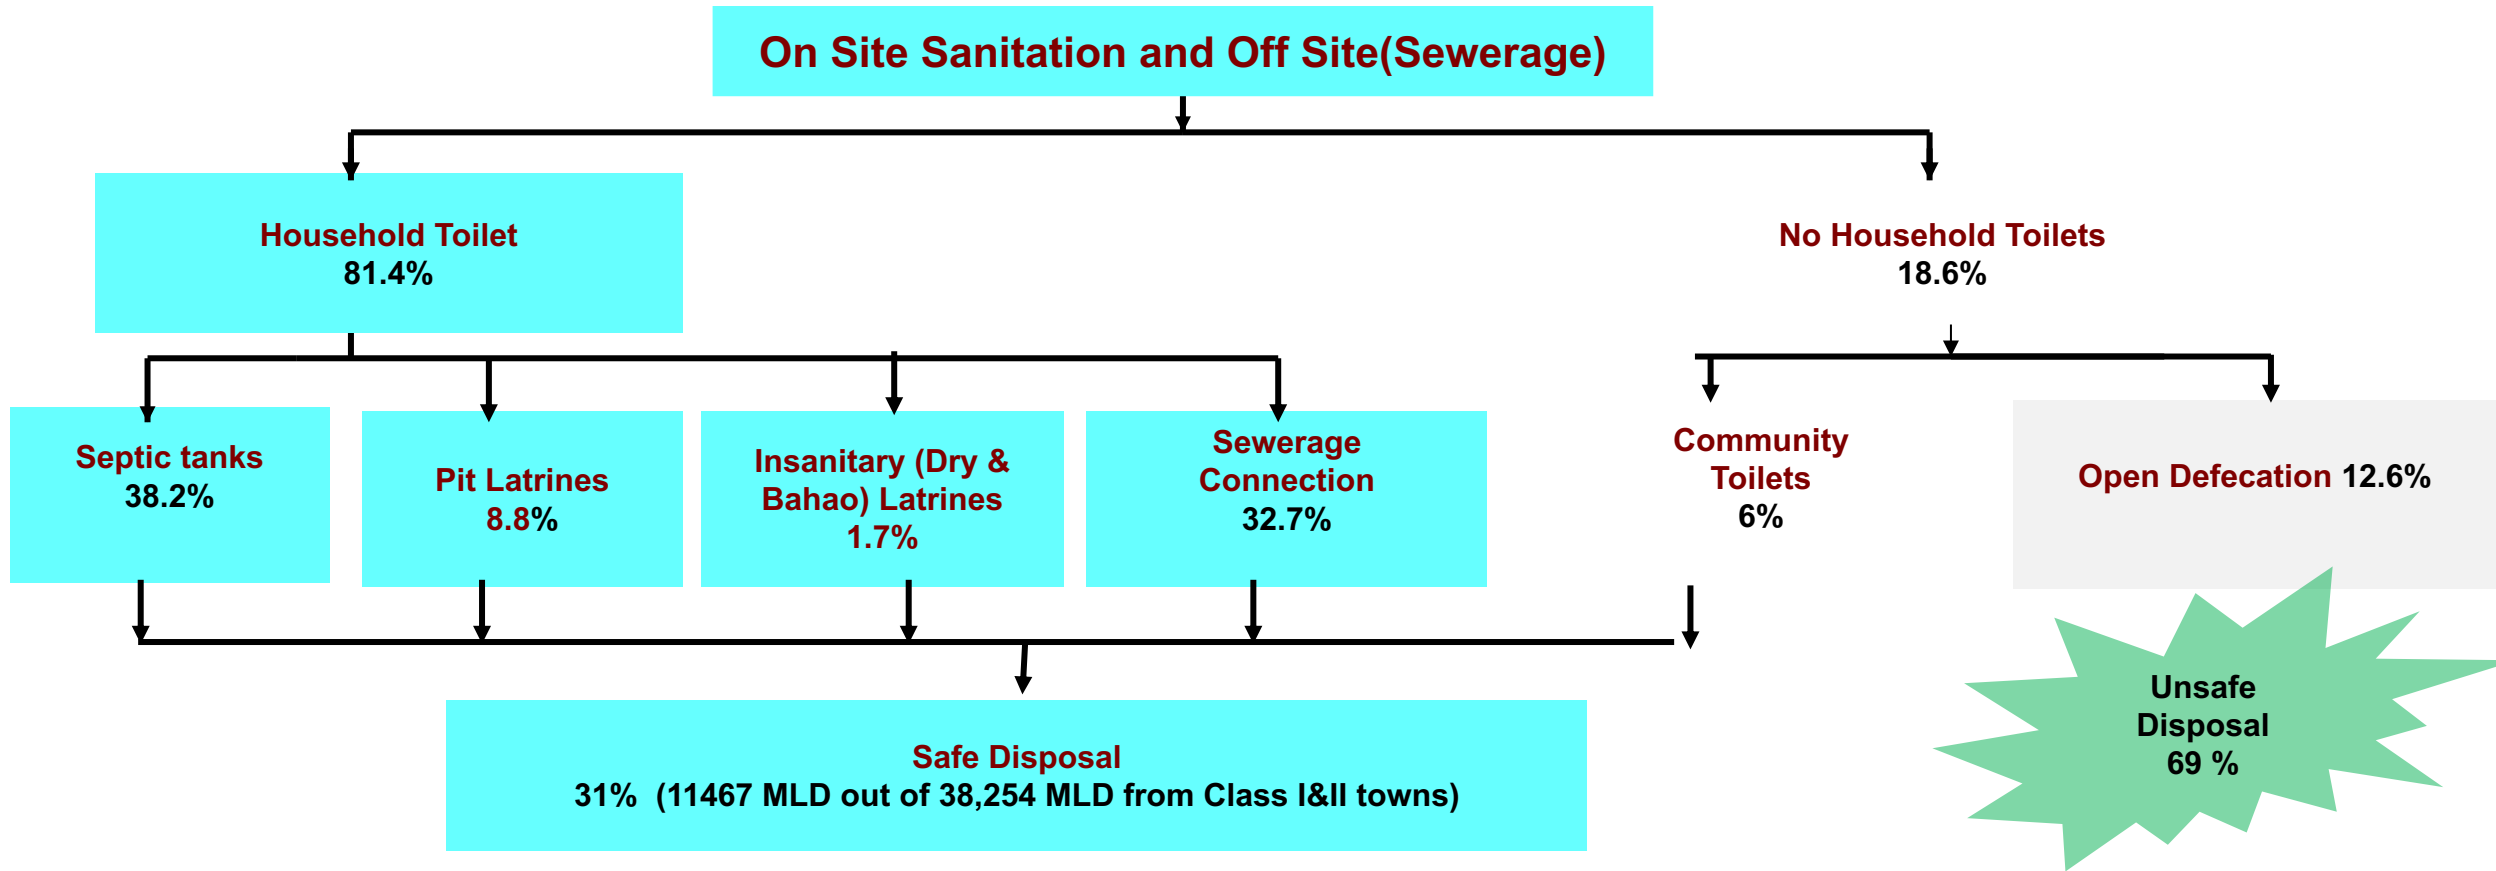 On Site Sanitation and Off Site(Sewerage)
Household Toilet
81.4%
No Household Toilets
18.6%
Septic tanks
38.2%
Pit Latrines
8.8%
Insanitary (Dry &
Bahao) Latrines
1.7%
Sewerage
Connection
32.7%
Community
Toilets
6%
Open Defecation 12.6%
Safe Disposal
31%  (11467 MLD out of 38,254 MLD from Class I&II towns)
Unsafe
Disposal
69 %